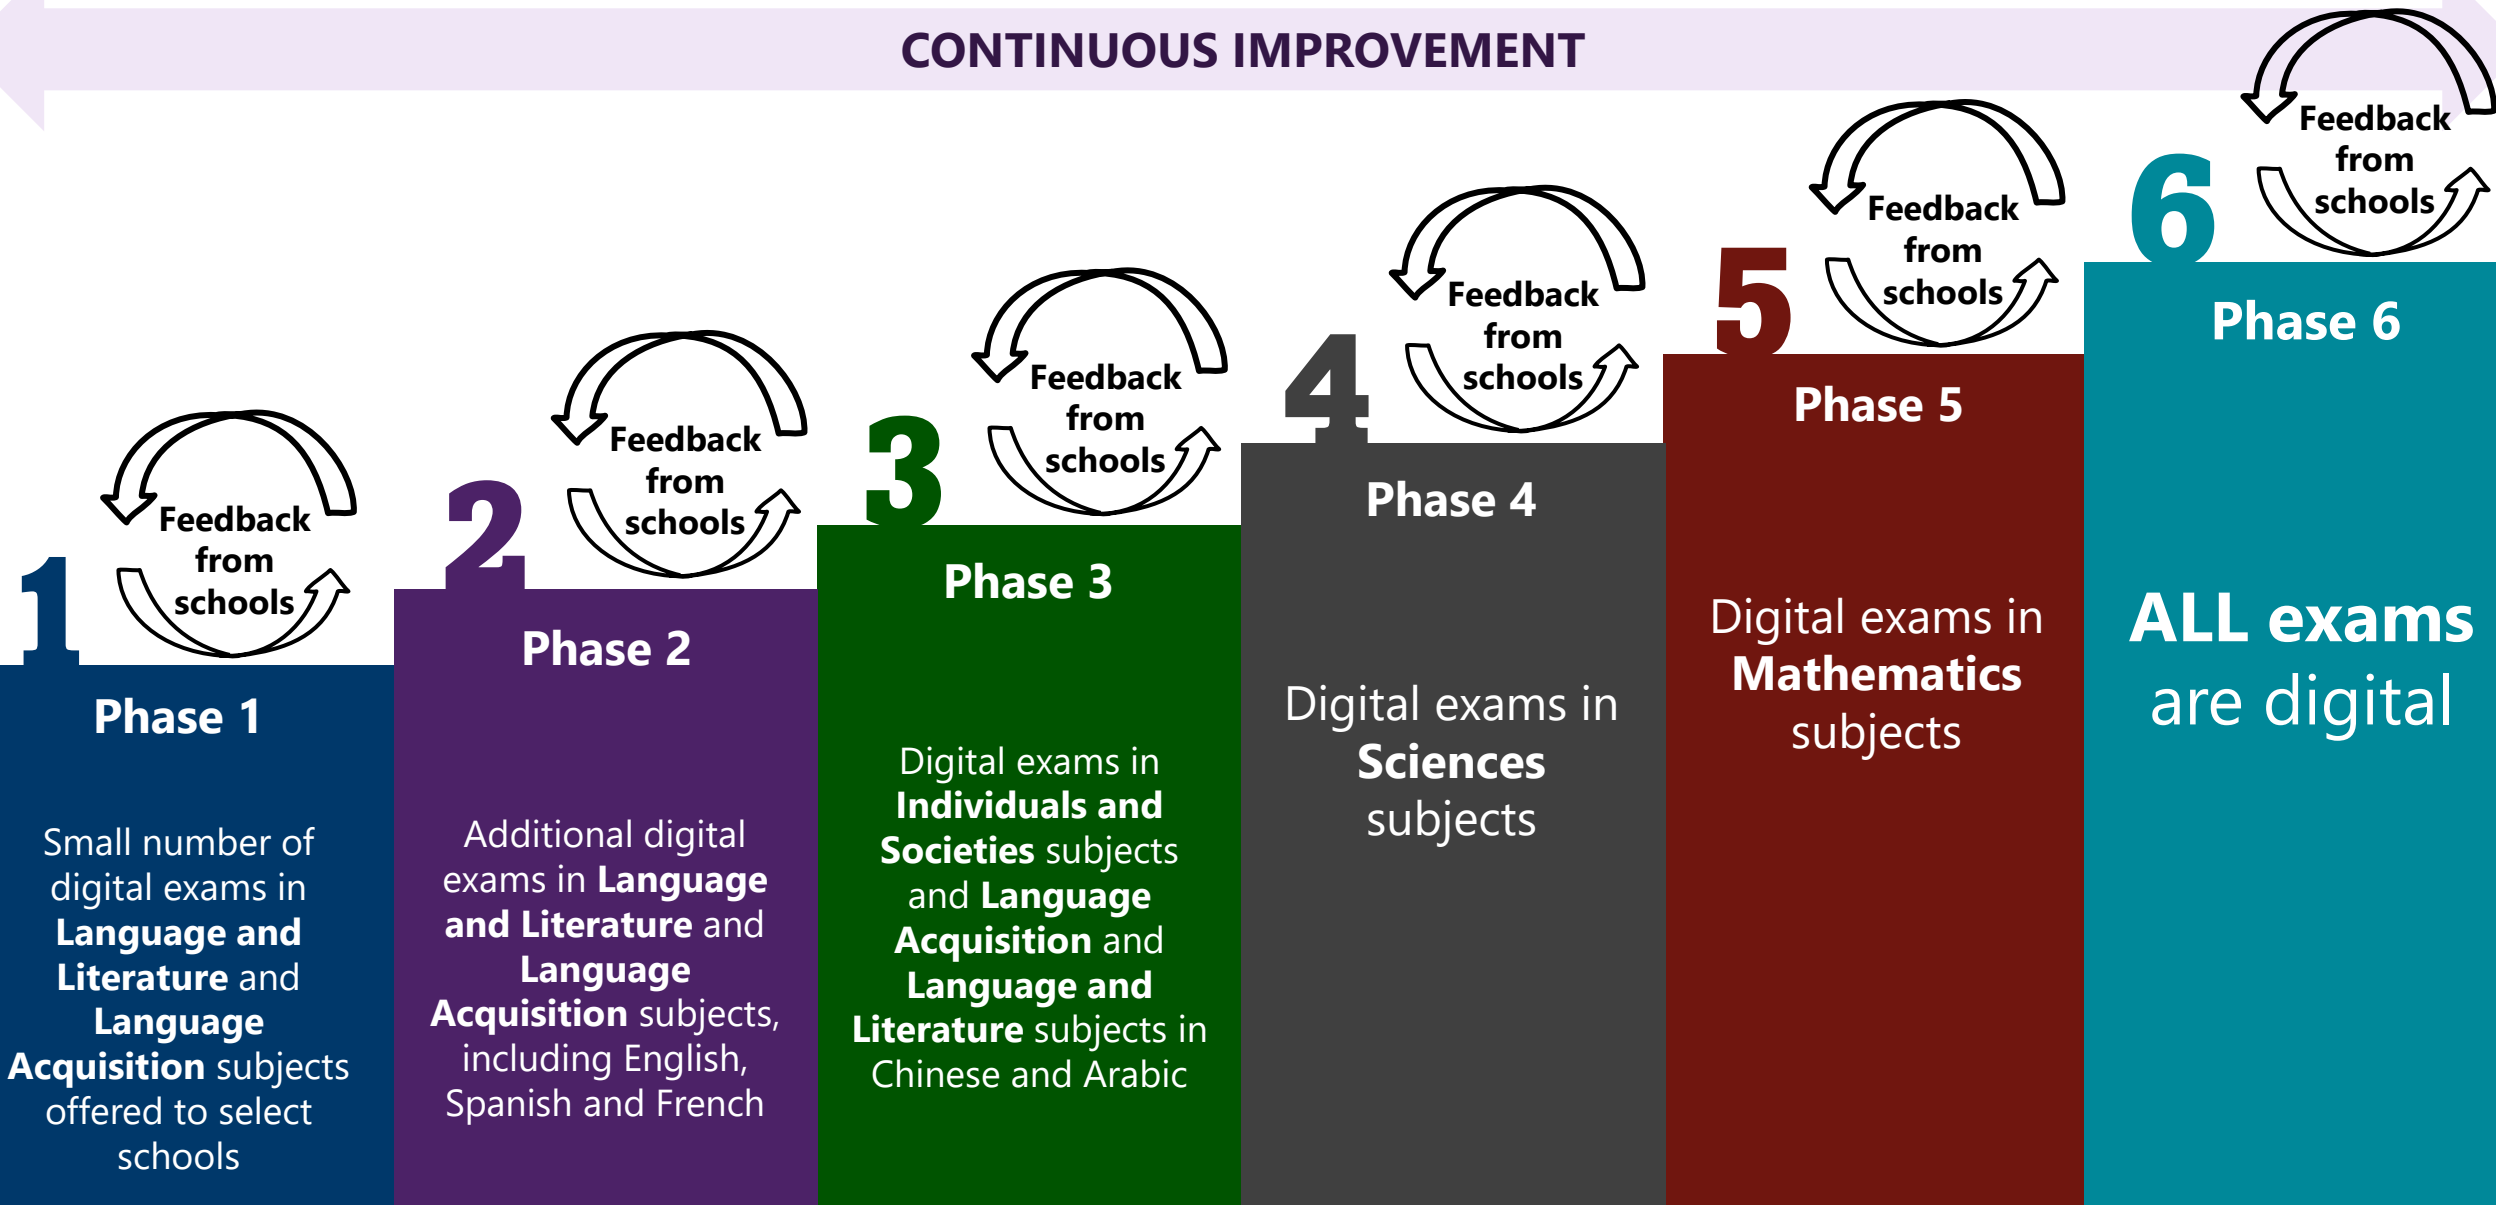 CONTINUOUS IMPROVEMENT
1
Feedback
from
schools
Phase 1
Small number of
digital exams in
Language and
Literature and
Language
Acquisition subjects
offered to select
schools
2
Feedback
from
schools
Phase 2
Additional digital
exams in Language
and Literature and
Language
Acquisition subjects,
including English,
Spanish and French
3
Feedback
from
schools
Phase 3
Digital exams in
Individuals and
Societies subjects
and Language
Acquisition and
Language and
Literature subjects in
Chinese and Arabic
4
Feedback
from
schools
Phase 4
Digital exams in
Sciences
subjects
5
Feedback
from
schools
Phase 5
Digital exams in
Mathematics
subjects
6
Feedback
from
schools
Phase 6
ALL exams
are digital